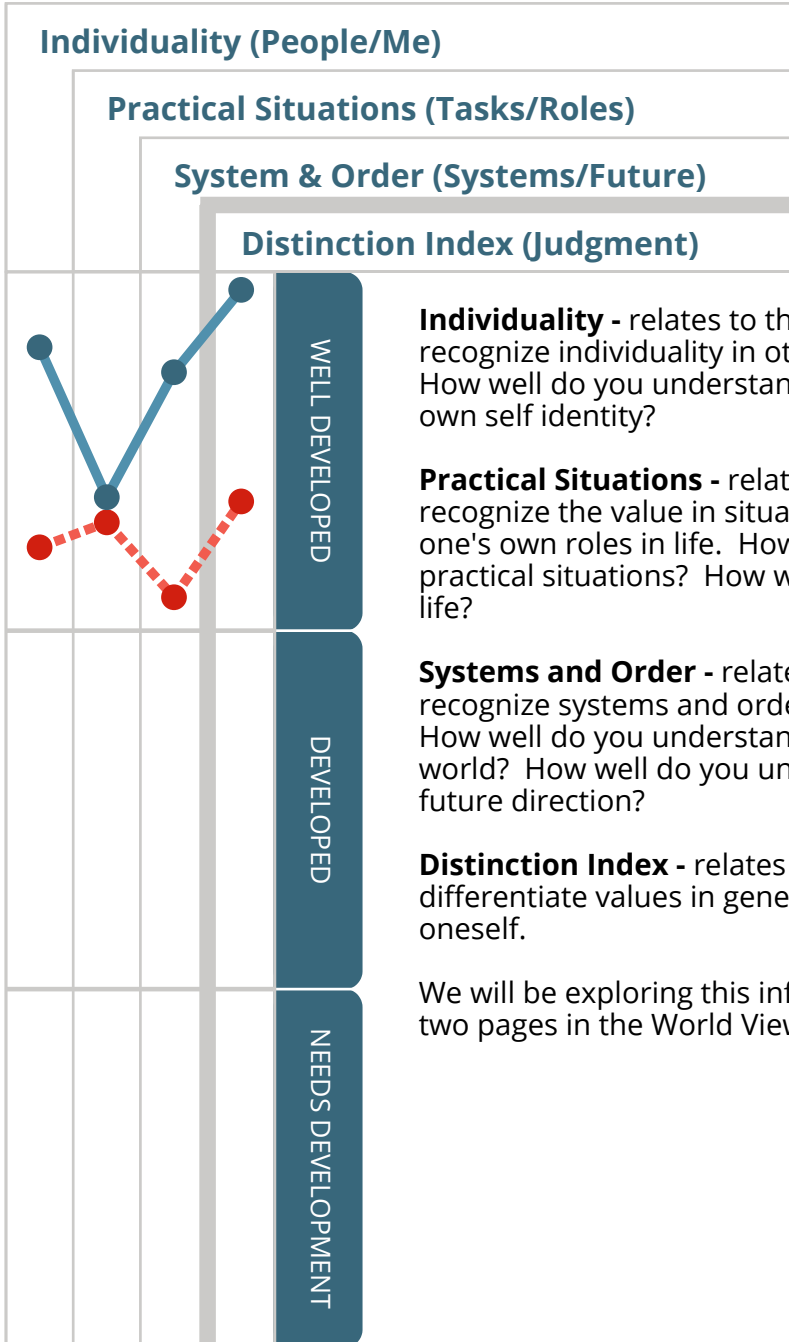 Individuality (People/Me)
Practical Situations (Tasks/Roles)
System & Order (Systems/Future)
Distinction Index (Judgment)
WELL DEVELOPED
DEVELOPED
NEEDS DEVELOPMENT
Individuality - relates to th
recognize individuality in ot
How well do you understan
own self identity?
Practical Situations - relat
recognize the value in situa
one's own roles in life.  How
practical situations?  How w
life?
Systems and Order - relate
recognize systems and orde
How well do you understan
world?  How well do you un
future direction?
Distinction Index - relates
differentiate values in gene
oneself.
We will be exploring this inf
two pages in the World View